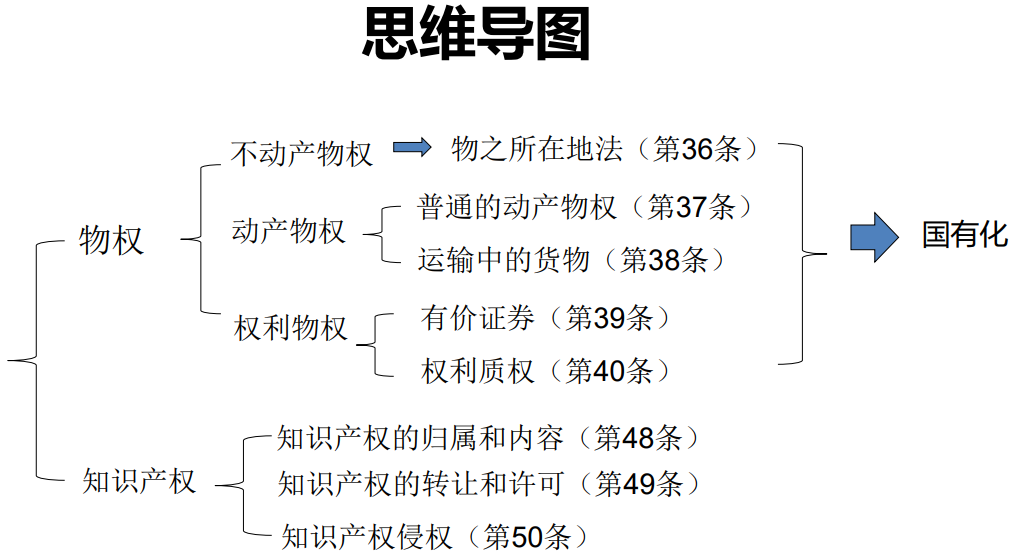 思维导图
不动产物权
物之所在地法（第36条）
物权
动产物权
普通的动产物权（第37条）
运输中的货物（第38条）
国有化
权利物权
有价证券（第39条）
权利质权（第40条）
知识产权
知识产权的归属和内容（第48条）
知识产权的转让和许可（第49条）
知识产权侵权（第50条）